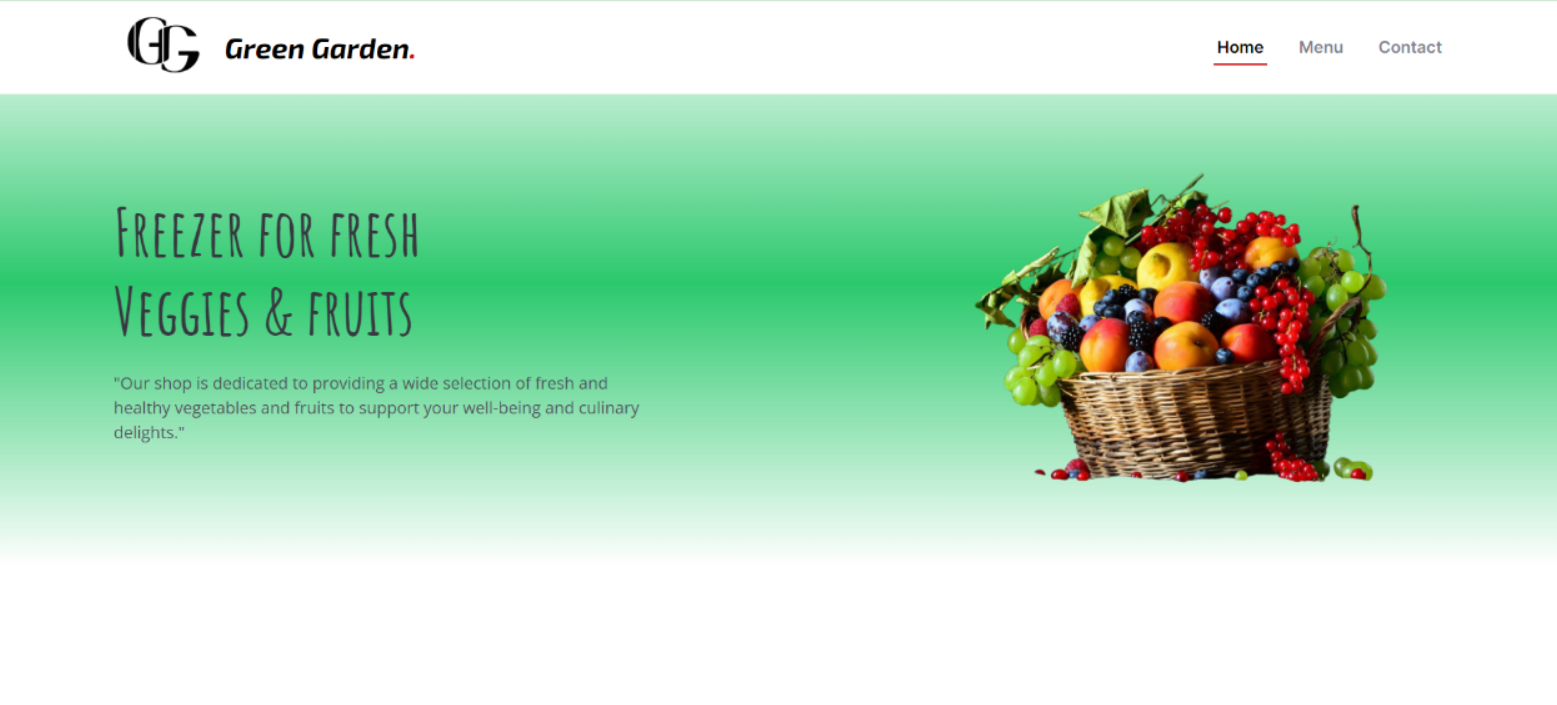 GG
Green Garden.
Home Menu Contact
Freezer for fresh
Veggies & fruits
"Our shop is dedicated to providing a wide selection of fresh and
healthy vegetables and fruits to support your well-being and culinary
delights."